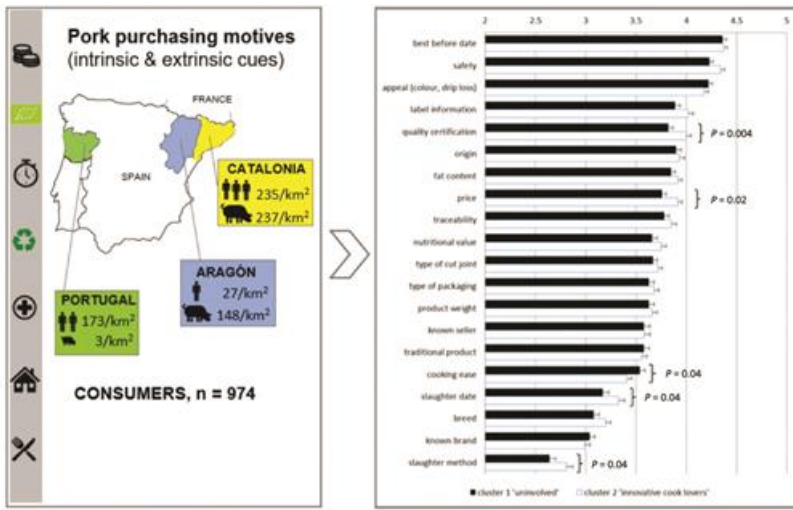 Pork purchasing motives
(intrinsic & extrinsic cues)
FRANCE
SPAIN
CATALONIA
235/km²
237/km²
ARAGÓN
27/km²
148/km²
PORTUGAL
173/km²
3/km²
CONSUMERS, n = 974
2 2.5 3 3.5 4 4.5 5
best before date
safety
appeal (colour, drip loss)
label information
quality certification
P = 0.004
origin
fat content
price
P = 0.02
traceability
nutritional value
type of cut joint
type of packaging
product weight
known seller
traditional product
cooking ease
P = 0.04
slaughter date
P = 0.04
breed
known brand
slaughter method
P = 0.04
cluster 1 'uninvolved' cluster 2 'innovative cook lovers'